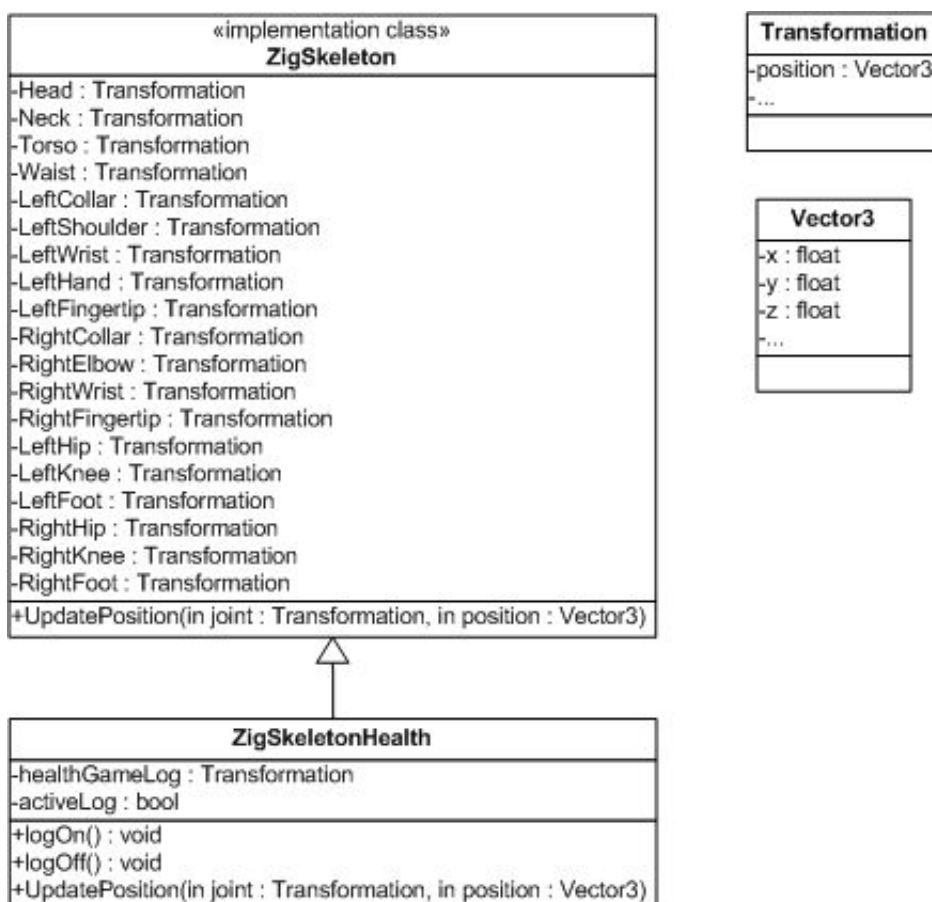 «implementation class»
ZigSkeleton
-Head : Transformation
-Neck : Transformation
-Torso : Transformation
-Waist : Transformation
-LeftCollar : Transformation
-LeftShoulder : Transformation
-LeftWrist : Transformation
-LeftHand : Transformation
-LeftFingertip : Transformation
-RightCollar : Transformation
-RightElbow : Transformation
-RightWrist : Transformation
-RightFingertip : Transformation
-LeftHip : Transformation
-LeftKnee : Transformation
-LeftFoot : Transformation
-RightHip : Transformation
-RightKnee : Transformation
-RightFoot : Transformation
+UpdatePosition(in joint : Transformation, in position : Vector3)
ZigSkeletonHealth
-healthGameLog : Transformation
-activeLog : bool
+logOn() : void
+logOff() : void
+UpdatePosition(in joint : Transformation, in position : Vector3)
Transformation
-position : Vector3
-...
Vector3
-x : float
-y : float
-z : float
-...